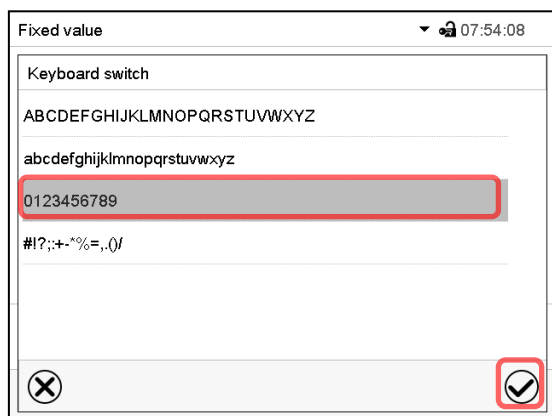 Fixed value 07:54:08
Keyboard switch
ABCDEFGHIJKLMNOPQRSTUVWXYZ
abcdefghijklmnopqrstuvwxyz
0123456789
#!?;:+-*%=,.()/